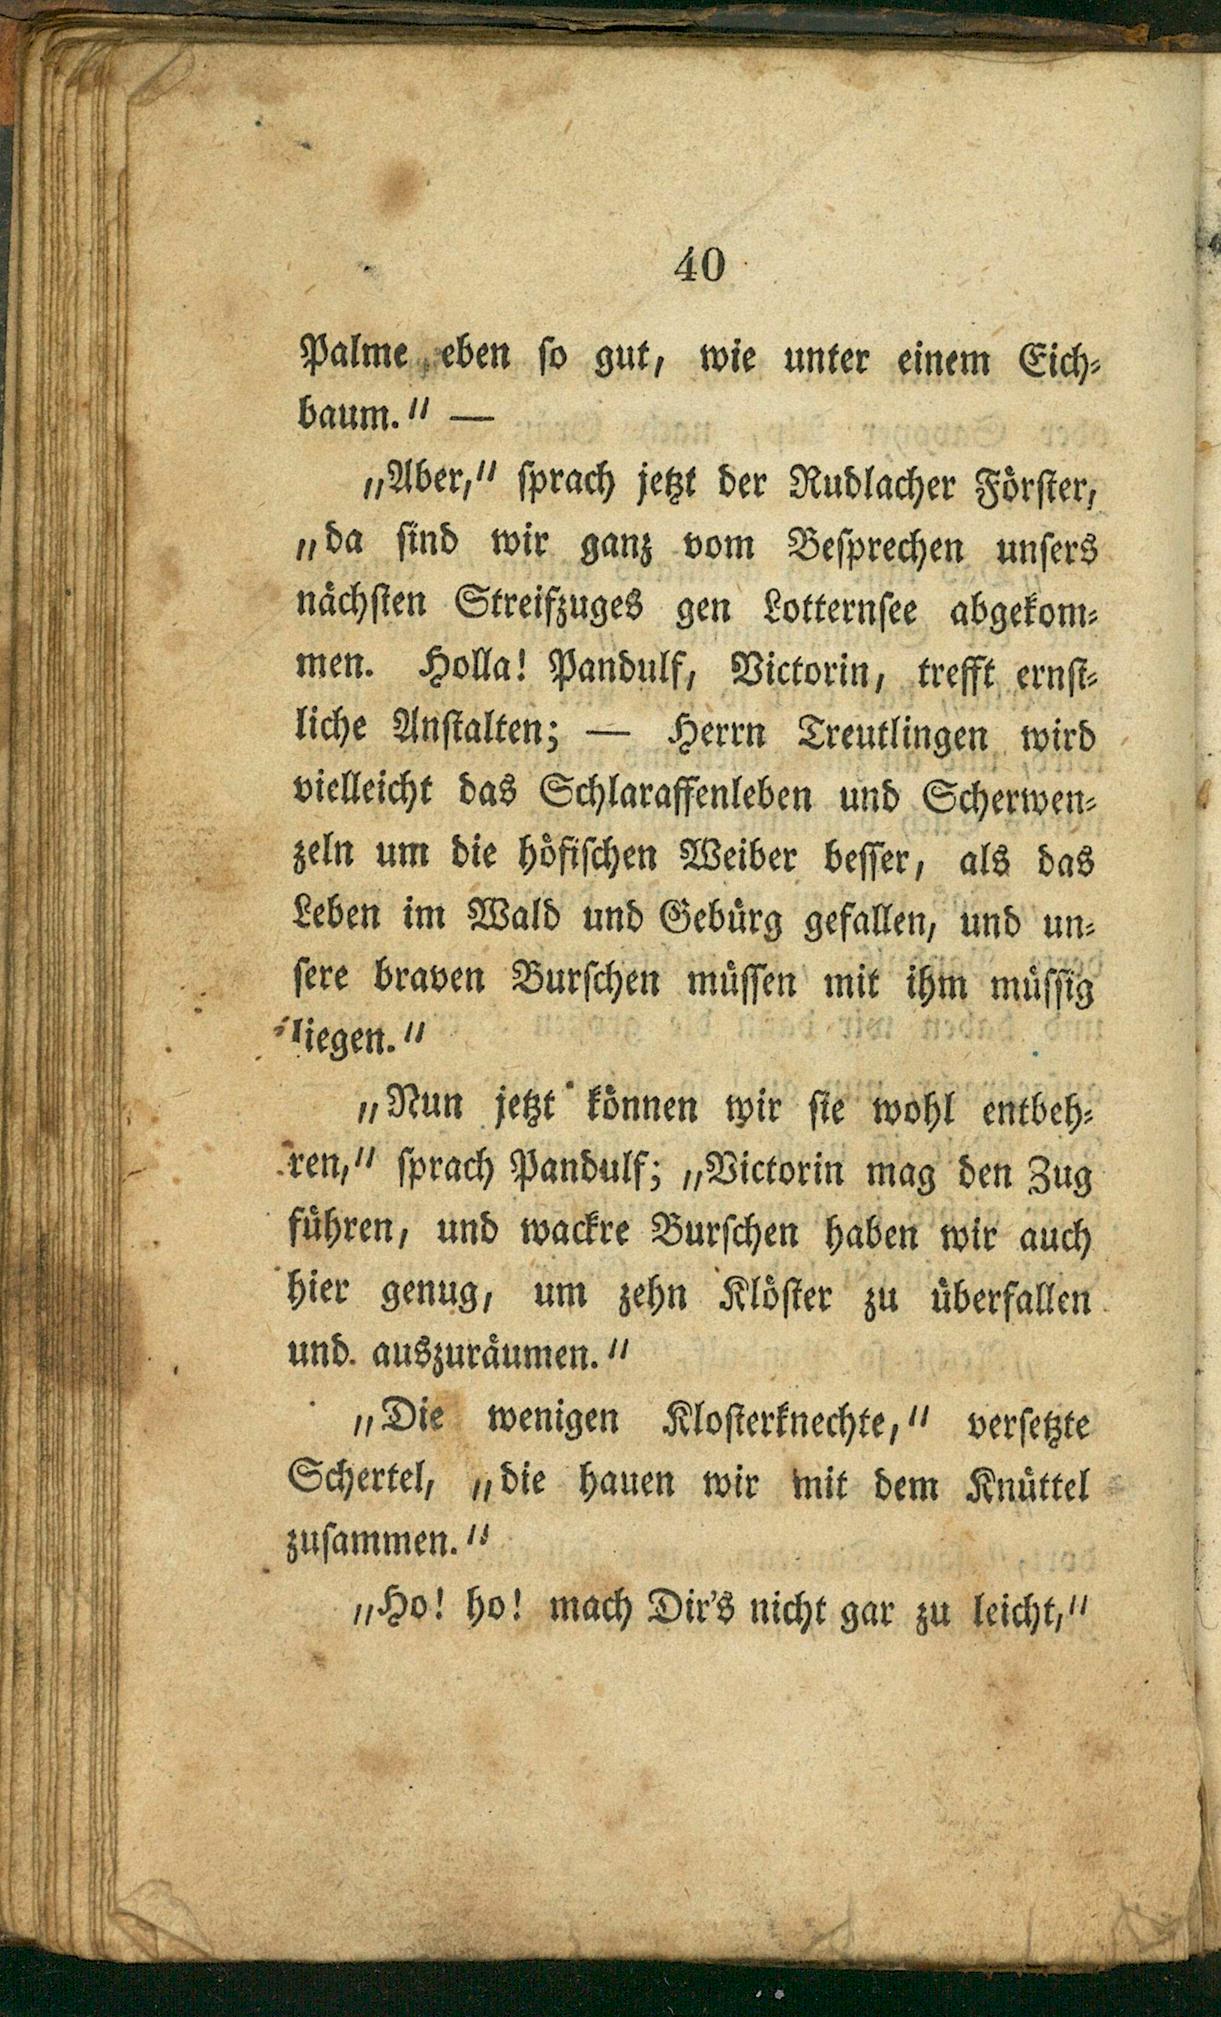 40
Palme eben so gut, wie unter einem Eich-
baum.“ —
„Aber,“ sprach jetzt der Rudlacher Förster,
„da sind wir ganz vom Besprechen unsers
nächsten Streifzuges gen Lotternsee abgekom-
men. Holla! Pandulf, Victorin, trefft ernst-
liche Anstalten; — Herrn Treutlingen wird
vielleicht das Schlaraffenleben und Scherwen-
zeln um die höfischen Weiber besser, als das
Leben im Wald und Gebürg gefallen, und un-
sere braven Burschen müssen mit ihm müssig
liegen.“
„Nun jetzt können wir sie wohl entbeh-
ren,“ sprach Pandulf; „Victorin mag den Zug
führen, und wackre Burschen haben wir auch
hier genug, um zehn Klöster zu überfallen
und auszuräumen.“
„Die wenigen Klosterknechte,“ versetzte
Schertel, „die hauen wir mit dem Knüttel
zusammen.“
„Ho! ho! mach Dir's nicht gar zu leicht,“